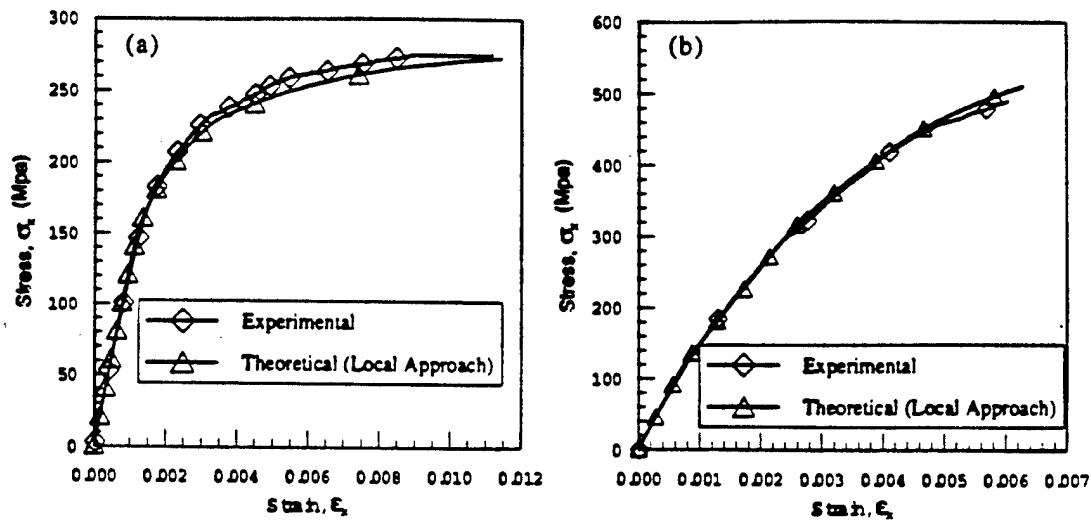 (a)
300
250
200
150
100
50
0
Stress, σx (Mpa)
Experimental
Theoretical (Local Approach)
0.000 0.002 0.004 0.006 0.008 0.010 0.012
Strain, εx
(b)
600
500
400
300
200
100
0
Stress, σx (Mpa)
Experimental
Theoretical (Local Approach)
0.000 0.001 0.002 0.003 0.004 0.005 0.006 0.007
Strain, εx